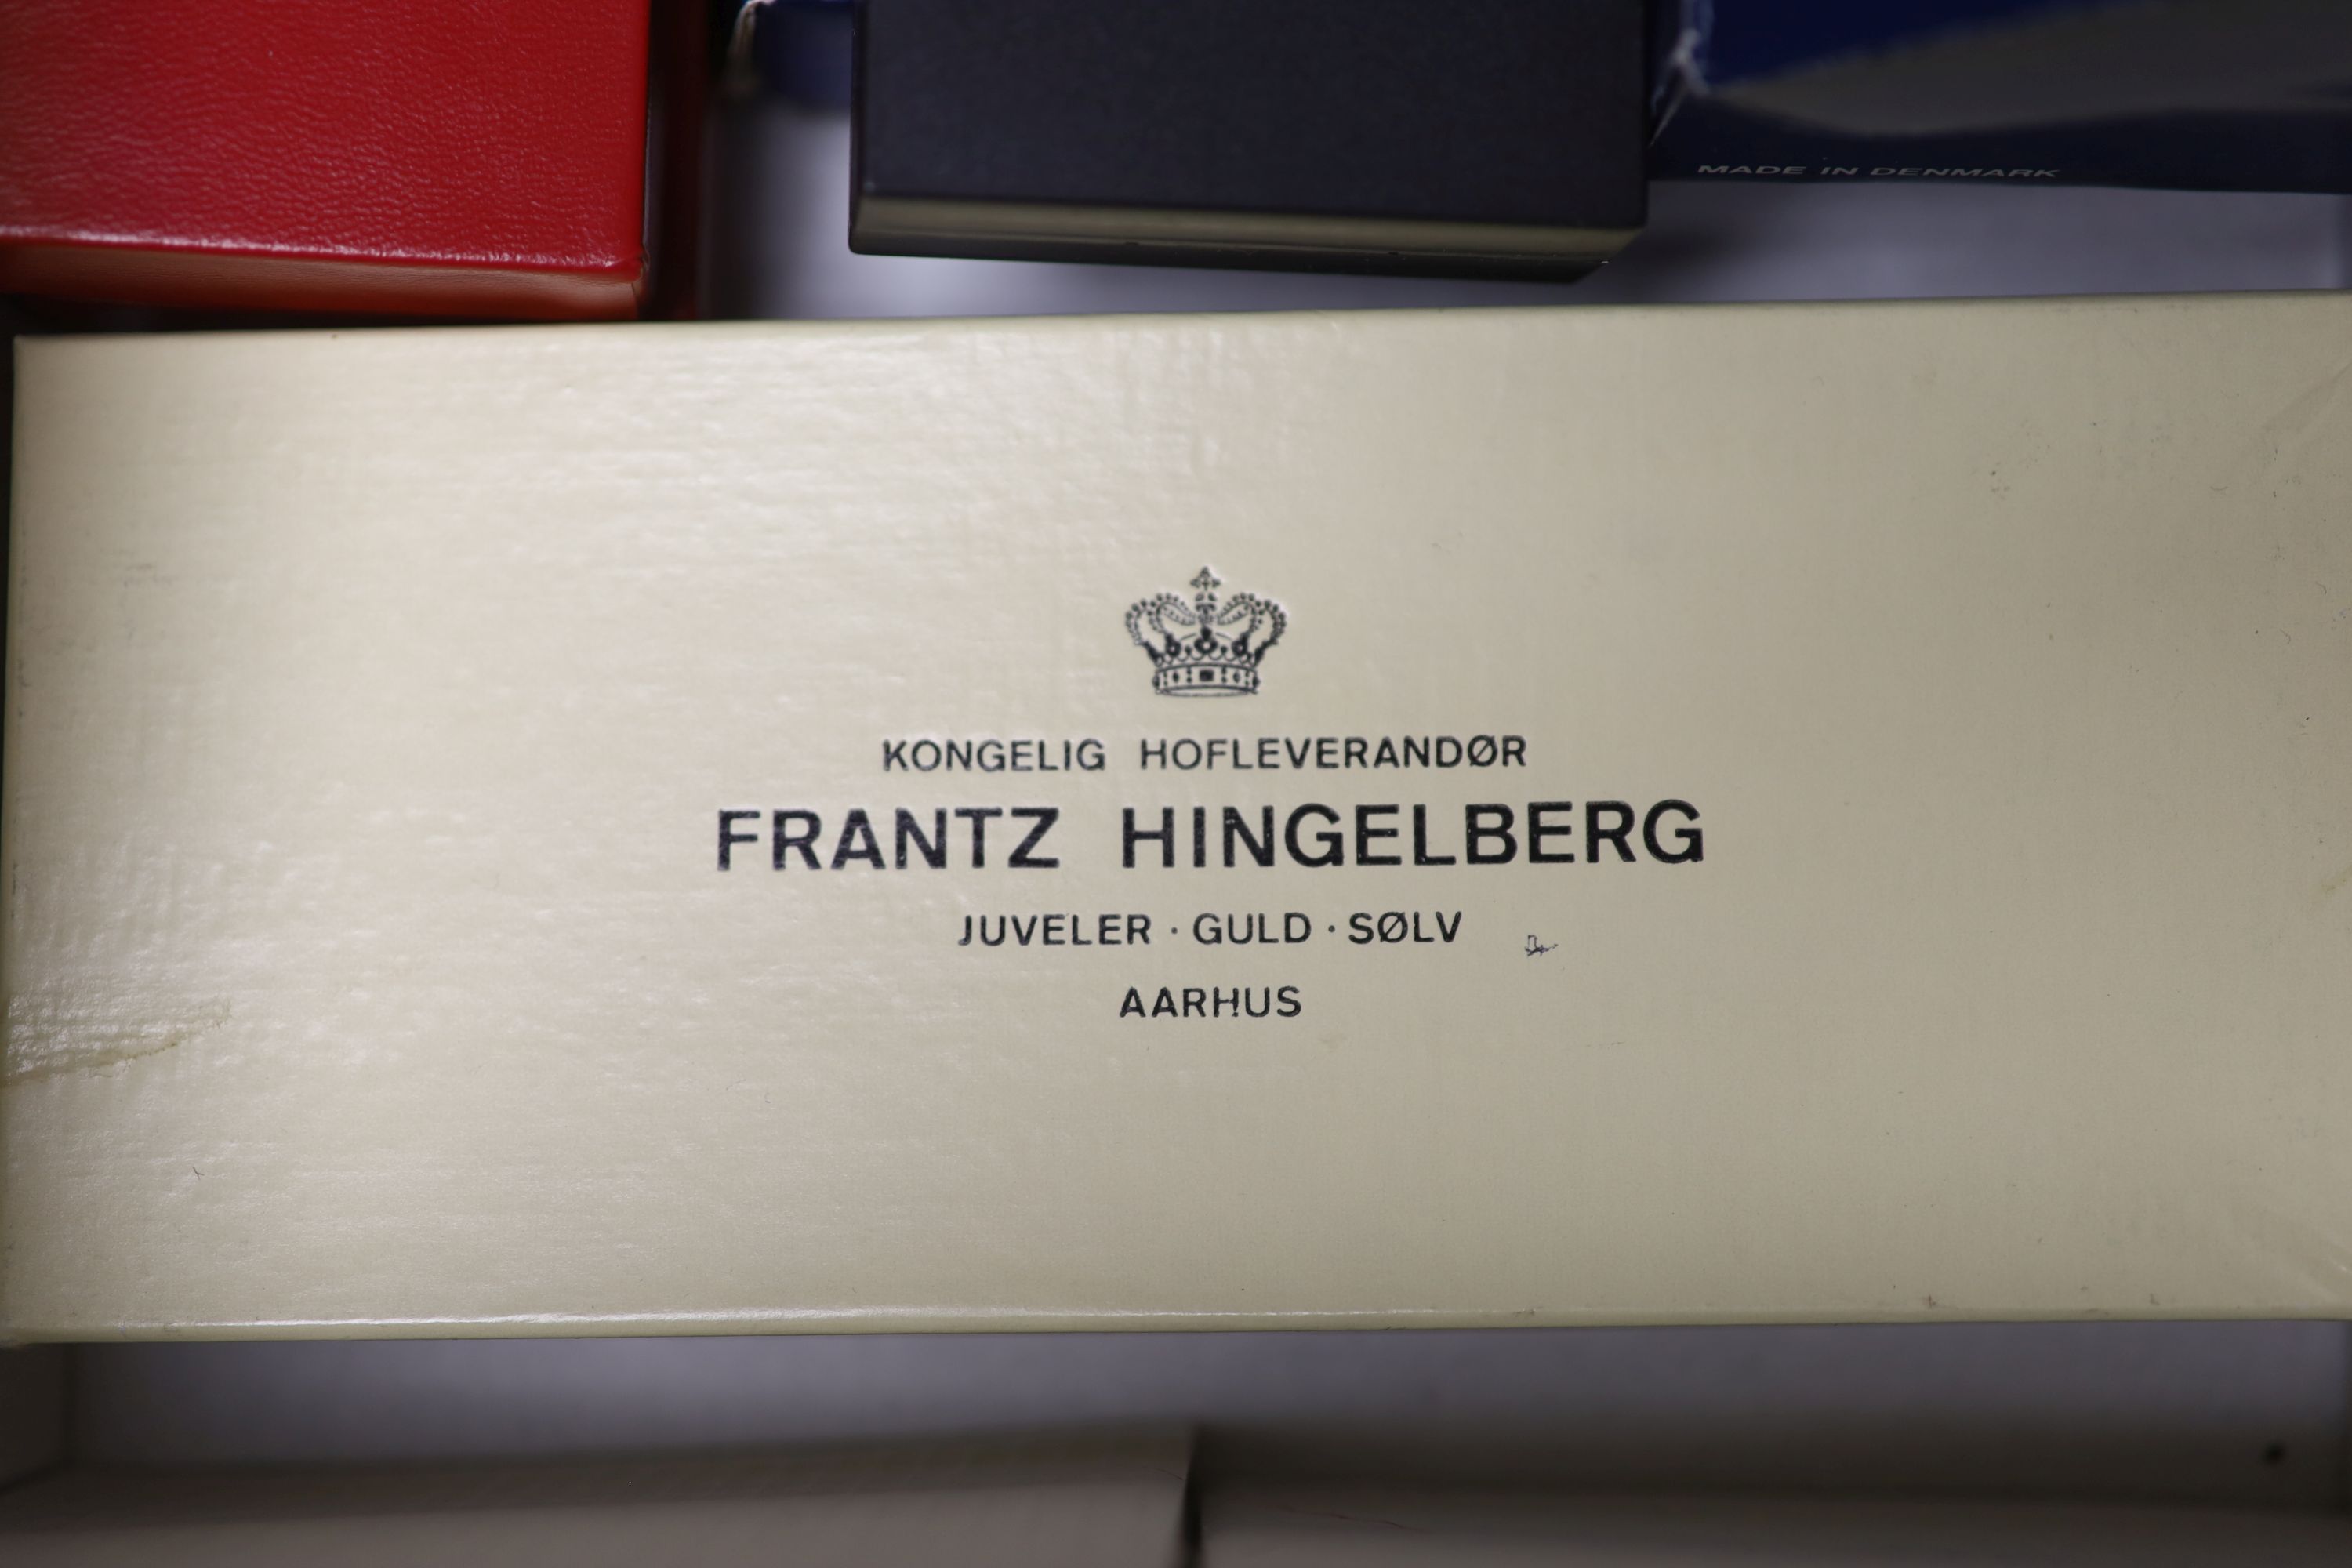 MADE IN DENMARK
KONGELIG HOFLEVERANDØR
FRANTZ HINGELBERG
JUVELER · GULD · SØLV
AARHUS